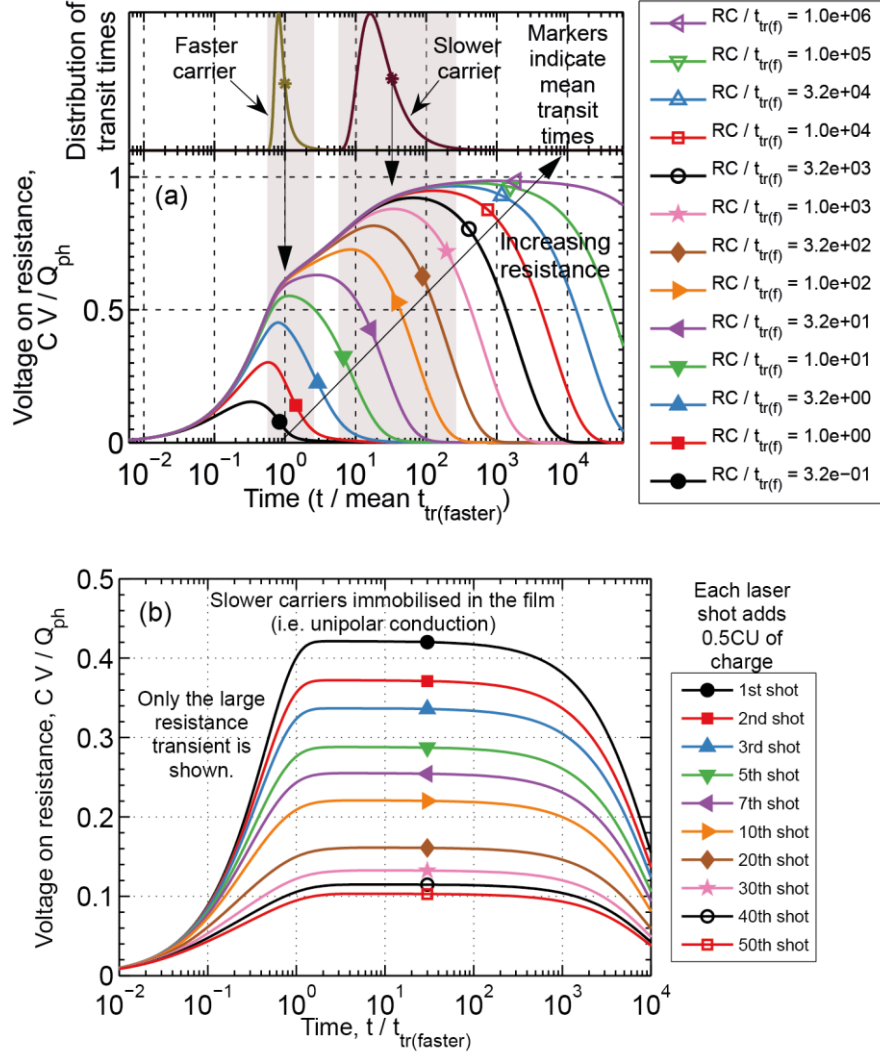 Distribution of
transit times
Faster
carrier
Slower
carrier
Markers
indicate
mean
transit
times
Voltage on resistance,
C V / Q_ph
1
0.5
0
(a)
Increasing
resistance
10^−2 10^−1 10^0 10^1 10^2 10^3 10^4
Time (t / mean t_tr(faster))
RC / t_tr(f) = 1.0e+06
RC / t_tr(f) = 1.0e+05
RC / t_tr(f) = 3.2e+04
RC / t_tr(f) = 1.0e+04
RC / t_tr(f) = 3.2e+03
RC / t_tr(f) = 1.0e+03
RC / t_tr(f) = 3.2e+02
RC / t_tr(f) = 1.0e+02
RC / t_tr(f) = 3.2e+01
RC / t_tr(f) = 1.0e+01
RC / t_tr(f) = 3.2e+00
RC / t_tr(f) = 1.0e+00
RC / t_tr(f) = 3.2e−01
Voltage on resistance, C V / Q_ph
0.5
0.4
0.3
0.2
0.1
0
(b)
Slower carriers immobilised in the film
(i.e. unipolar conduction)
Only the large
resistance
transient is
shown.
10^−2 10^−1 10^0 10^1 10^2 10^3 10^4
Time, t / t_tr(faster)
Each laser
shot adds
0.5CU of
charge
1st shot
2nd shot
3rd shot
5th shot
7th shot
10th shot
20th shot
30th shot
40th shot
50th shot